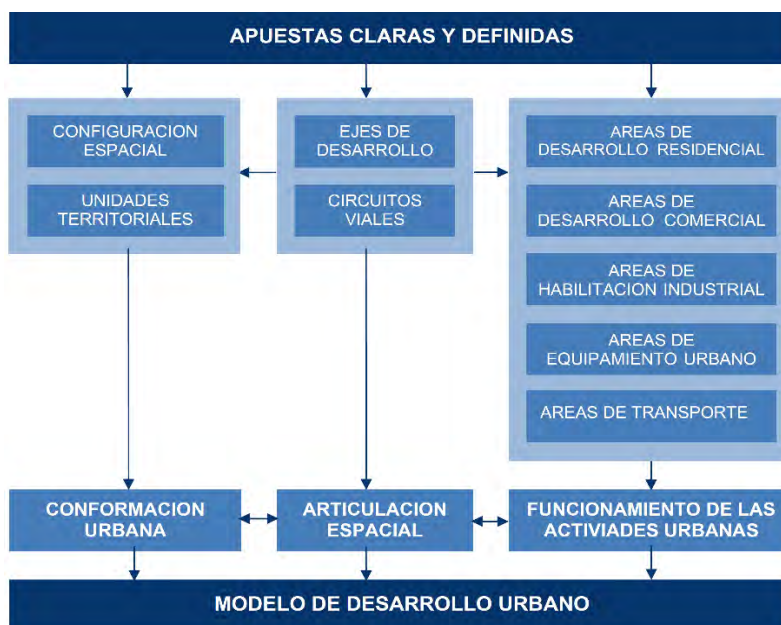 APUESTAS CLARAS Y DEFINIDAS
CONFIGURACION
ESPACIAL
UNIDADES
TERRITORIALES
EJES DE
DESARROLLO
CIRCUITOS
VIALES
AREAS DE
DESARROLLO RESIDENCIAL
AREAS DE
DESARROLLO COMERCIAL
AREAS DE
HABILITACION INDUSTRIAL
AREAS DE
EQUIPAMIENTO URBANO
AREAS DE TRANSPORTE
CONFORMACION
URBANA
ARTICULACION
ESPACIAL
FUNCIONAMIENTO DE LAS
ACTIVIADES URBANAS
MODELO DE DESARROLLO URBANO